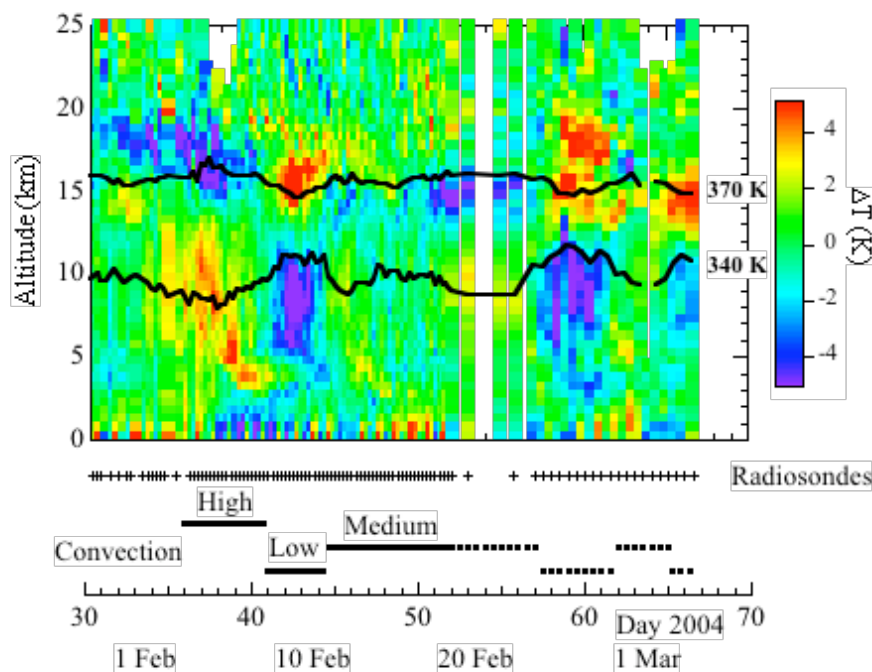 25
20
15
10
5
0
Altitude (km)
370 K
340 K
4
2
0
-2
-4
ΔT (K)
Radiosondes
High
Medium
Convection
Low
30
40
50
60
70
Day 2004
1 Feb
10 Feb
20 Feb
1 Mar